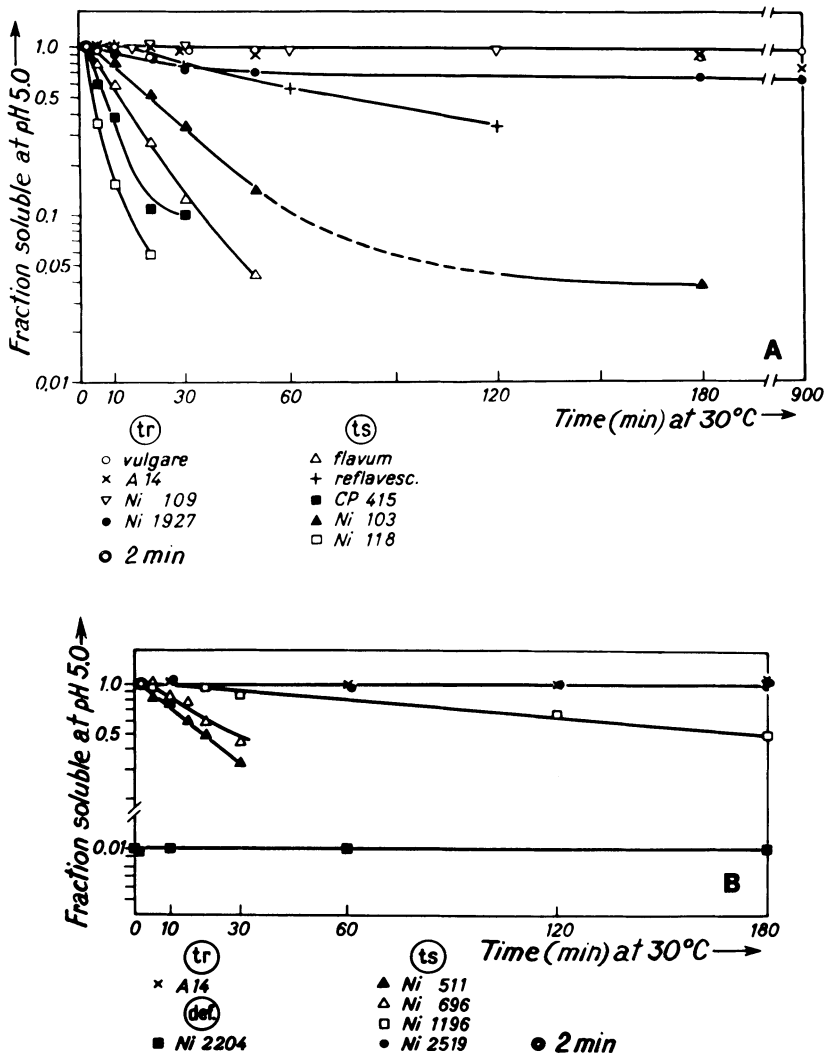 Fraction soluble at pH 5.0
1.0
0.5
0.1
0.05
0,01
0 10 30 60 120 180 900
A
Time (min) at 30°C
tr
vulgare
A 14
Ni 109
Ni 1927
2 min
ts
flavum
reflavesc.
CP 415
Ni 103
Ni 118
Fraction soluble at pH 5.0
1.0
0.5
0.01
B
0 10 30 60 120 180
Time (min) at 30°C
tr
A14
def.
Ni 2204
ts
Ni 511
Ni 696
Ni 1196
Ni 2519
2 min